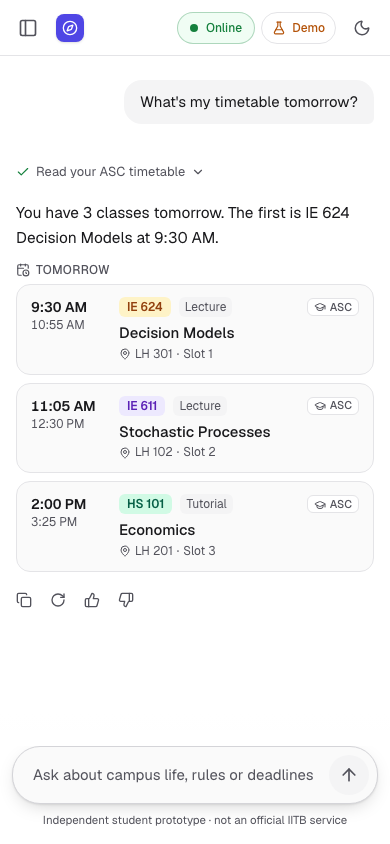 Online
Demo
What's my timetable tomorrow?
Read your ASC timetable
You have 3 classes tomorrow. The first is IE 624
Decision Models at 9:30 AM.
TOMORROW
9:30 AM
10:55 AM
IE 624
Lecture
ASC
Decision Models
LH 301 · Slot 1
11:05 AM
12:30 PM
IE 611
Lecture
ASC
Stochastic Processes
LH 102 · Slot 2
2:00 PM
3:25 PM
HS 101
Tutorial
ASC
Economics
LH 201 · Slot 3
Ask about campus life, rules or deadlines
Independent student prototype · not an official IITB service